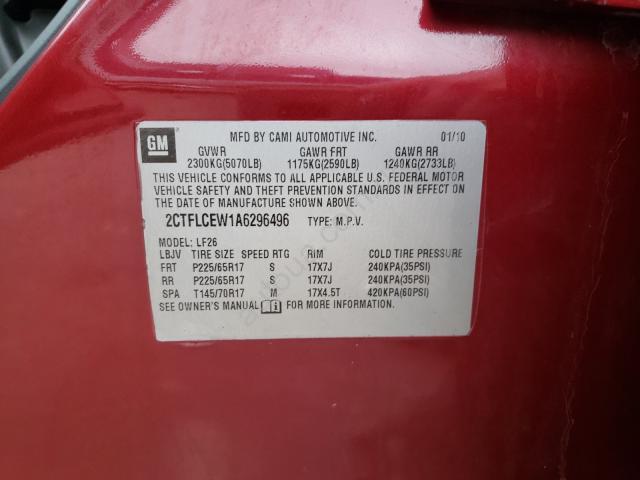 GM
MFD BY CAMI AUTOMOTIVE INC. 01/10
GVWR GAWR FRT GAWR RR
2300KG(5070LB) 1175KG(2590LB) 1240KG(2733LB)
THIS VEHICLE CONFORMS TO ALL APPLICABLE U.S. FEDERAL MOTOR
VEHICLE SAFETY AND THEFT PREVENTION STANDARDS IN EFFECT ON
THE DATE OF MANUFACTURE SHOWN ABOVE.
2CTFLCEW1A6296496 TYPE: M.P.V.
MODEL: LF26
LBJV TIRE SIZE SPEED RTG RIM COLD TIRE PRESSURE
FRT P225/65R17 S 17X7J 240KPA(35PSI)
RR P225/65R17 S 17X7J 240KPA(35PSI)
SPA T145/70R17 M 17X4.5T 420KPA(60PSI)
SEE OWNER'S MANUAL FOR MORE INFORMATION.